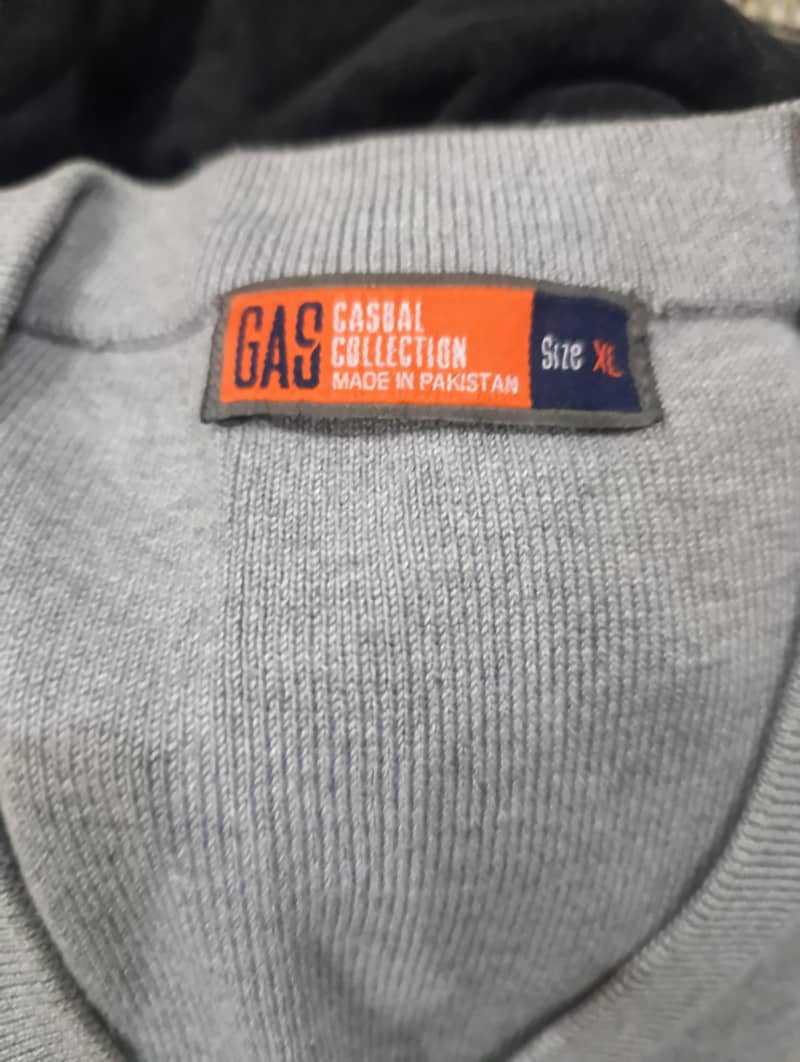 GAS
CASUAL
COLLECTION
MADE IN PAKISTAN
Size XL